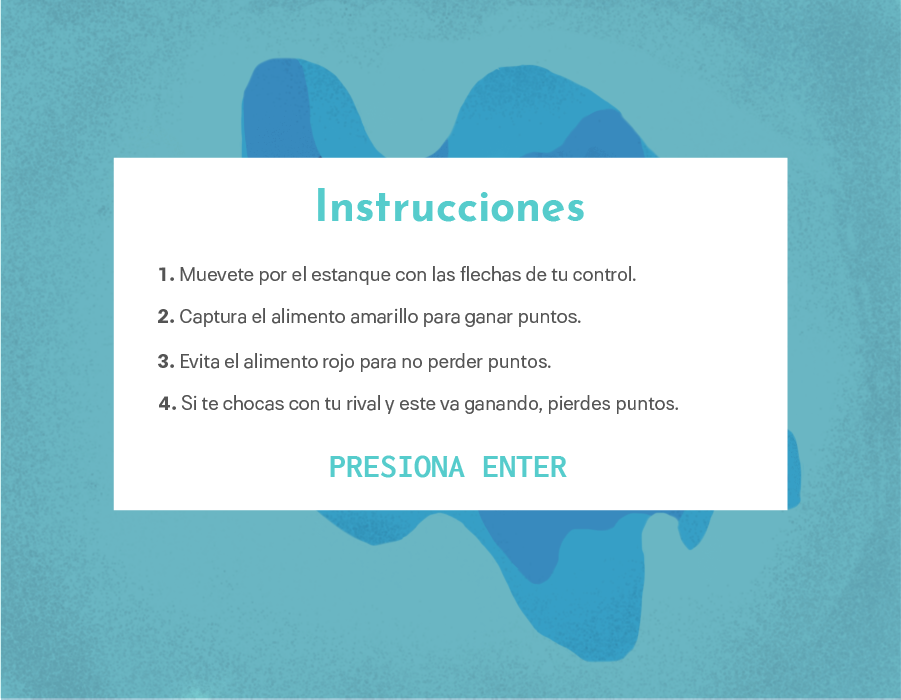 Instrucciones
1. Muevete por el estanque con las flechas de tu control.
2. Captura el alimento amarillo para ganar puntos.
3. Evita el alimento rojo para no perder puntos.
4. Si te chocas con tu rival y este va ganando, pierdes puntos.
PRESIONA ENTER